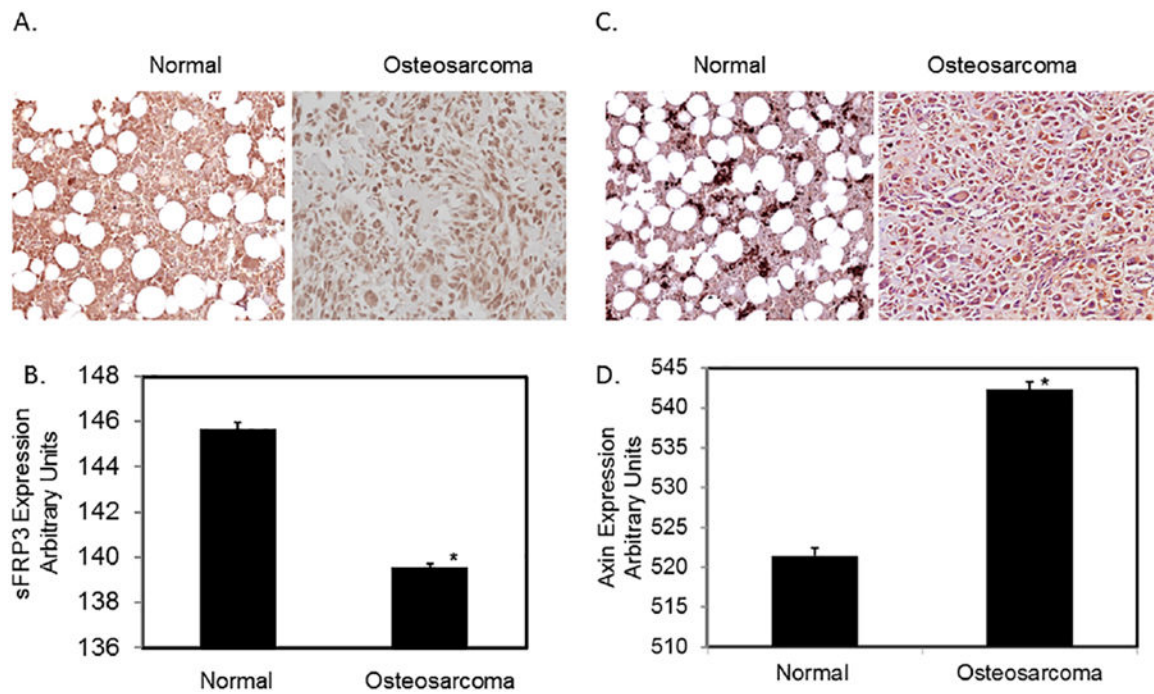 A.
Normal
Osteosarcoma
C.
Normal
Osteosarcoma
B.
sFRP3 Expression
Arbitrary Units
148
146
144
142
140
138
136
Normal
Osteosarcoma
*
D.
Axin Expression
Arbitrary Units
545
540
535
530
525
520
515
510
Normal
Osteosarcoma
*